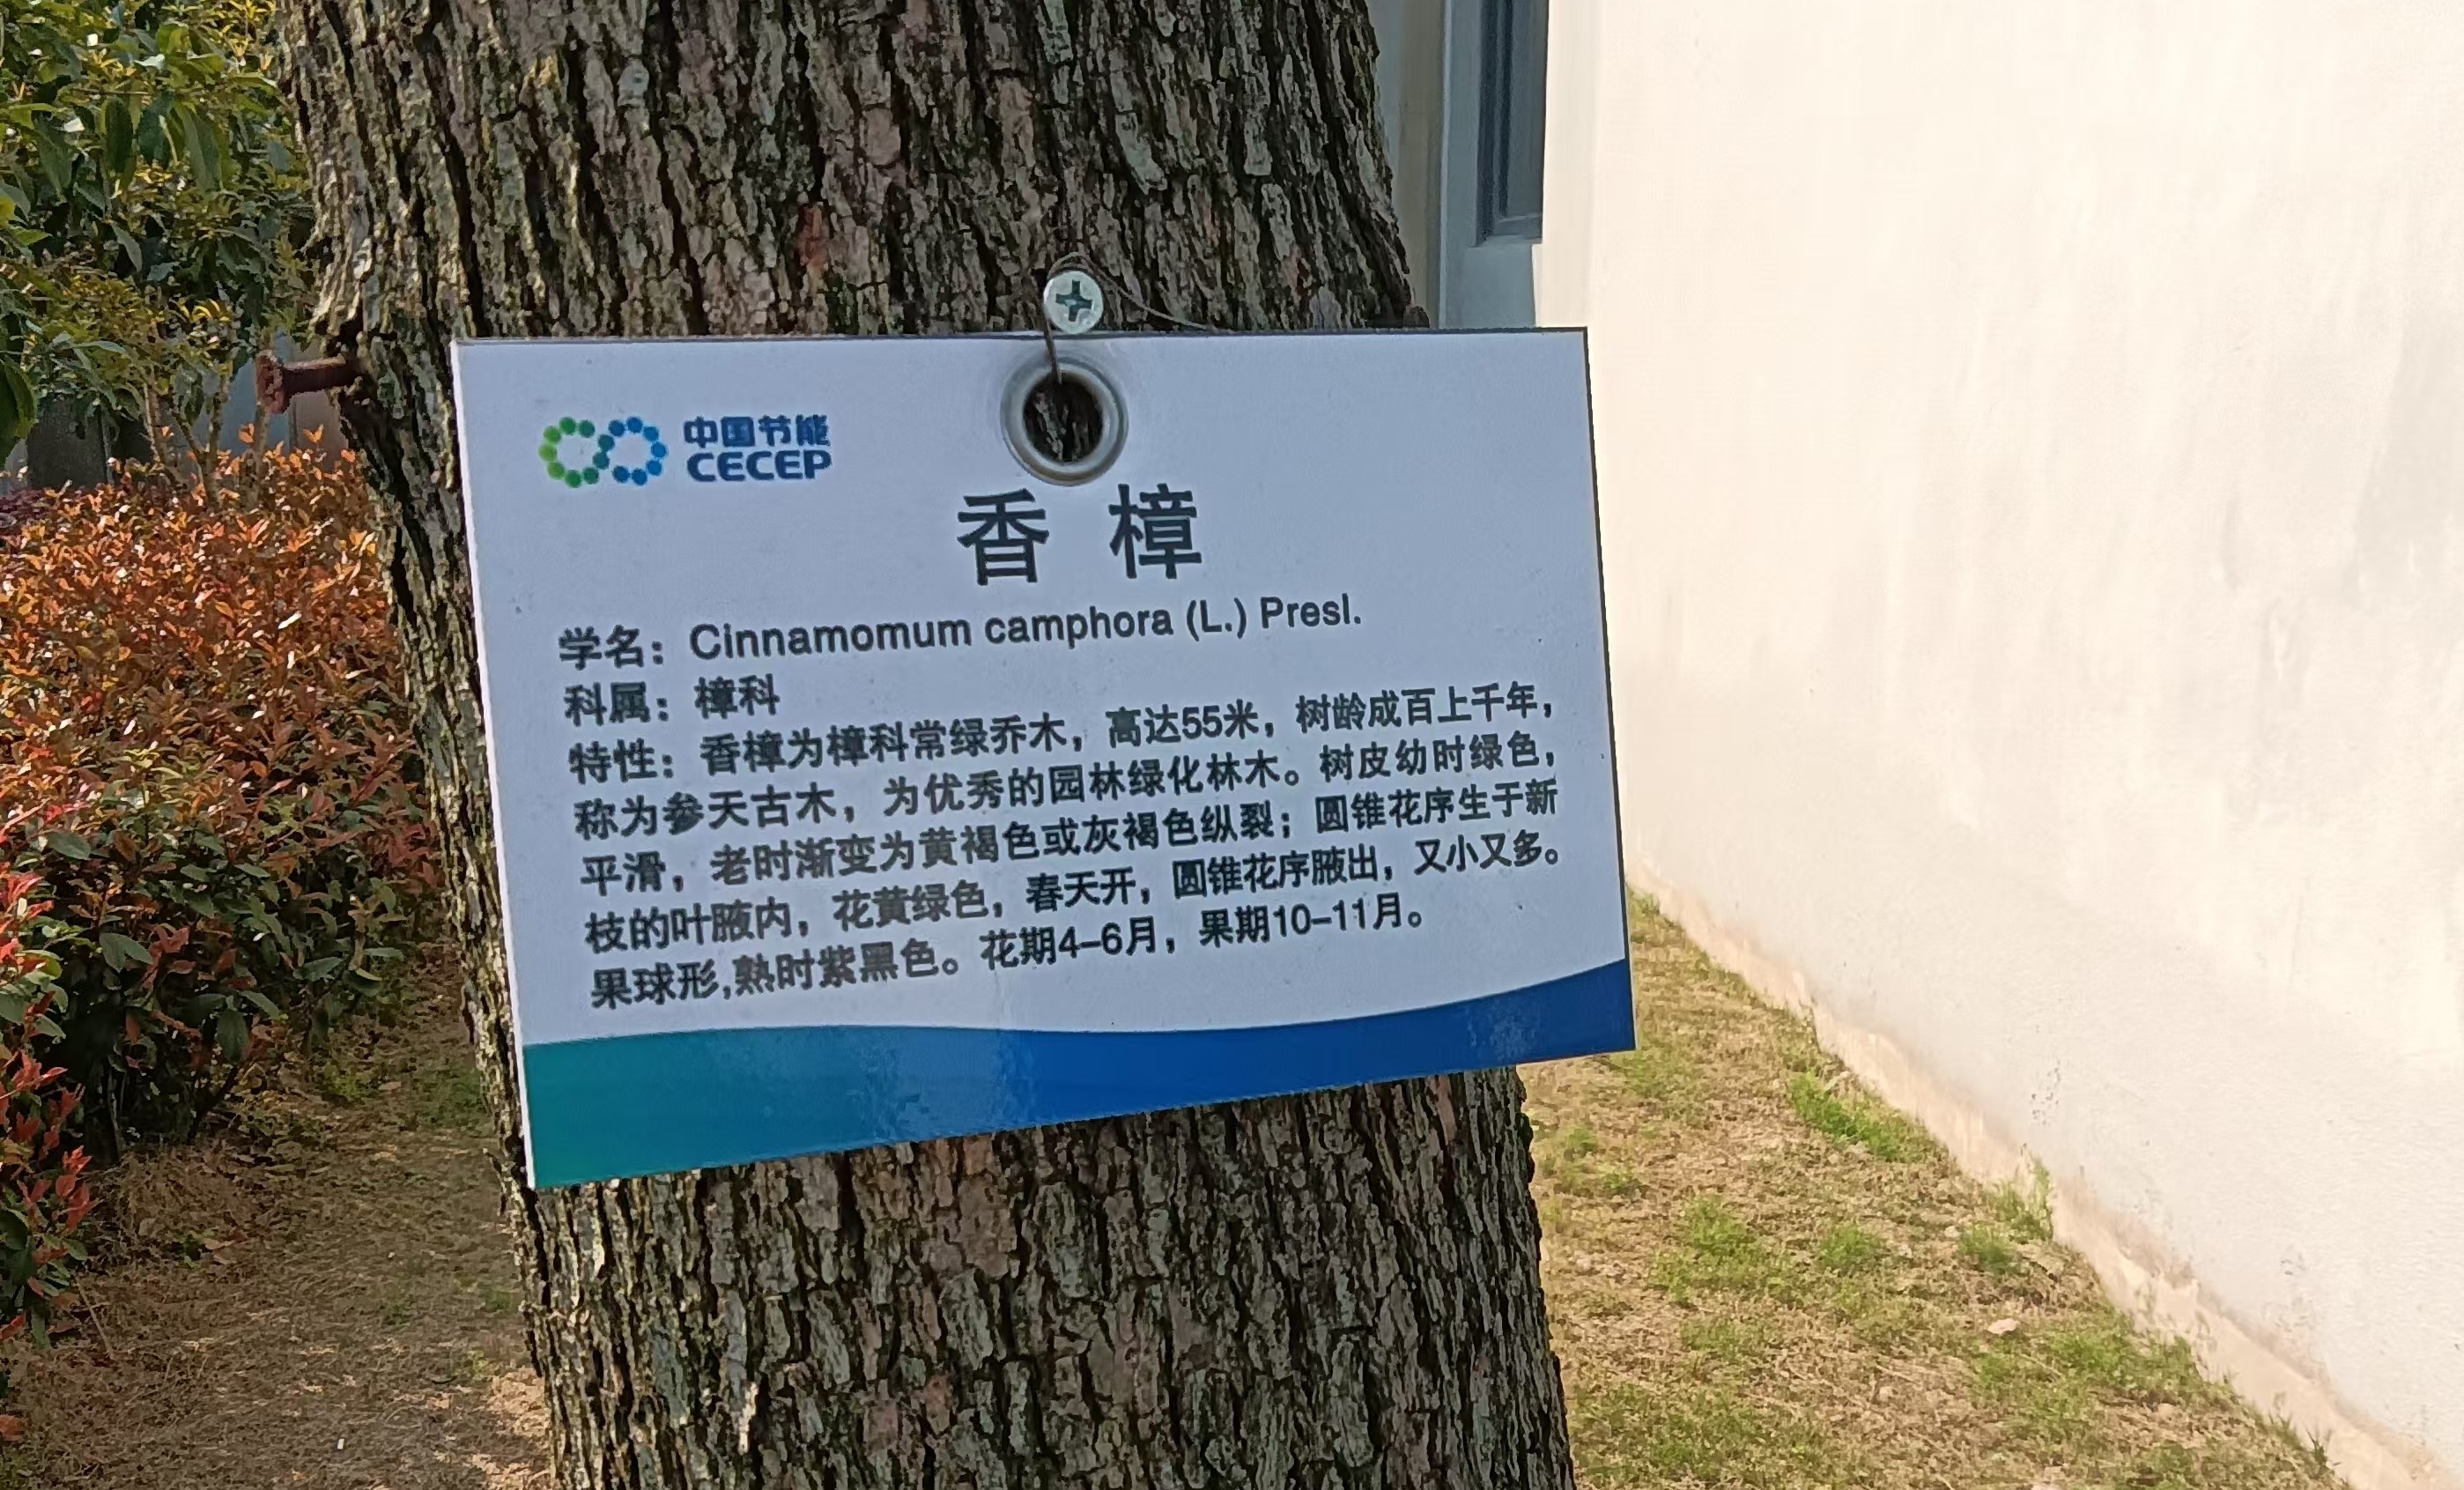 中国节能
CECEP
香樟
学名：Cinnamomum camphora (L.) Presl.
科属：樟科
特性：香樟为樟科常绿乔木，高达55米，树龄成百上千年，
称为参天古木，为优秀的园林绿化林木。树皮幼时绿色，
平滑，老时渐变为黄褐色或灰褐色纵裂；圆锥花序生于新
枝的叶腋内，花黄绿色，春天开，圆锥花序腋出，又小又多。
果球形,熟时紫黑色。花期4-6月，果期10-11月。